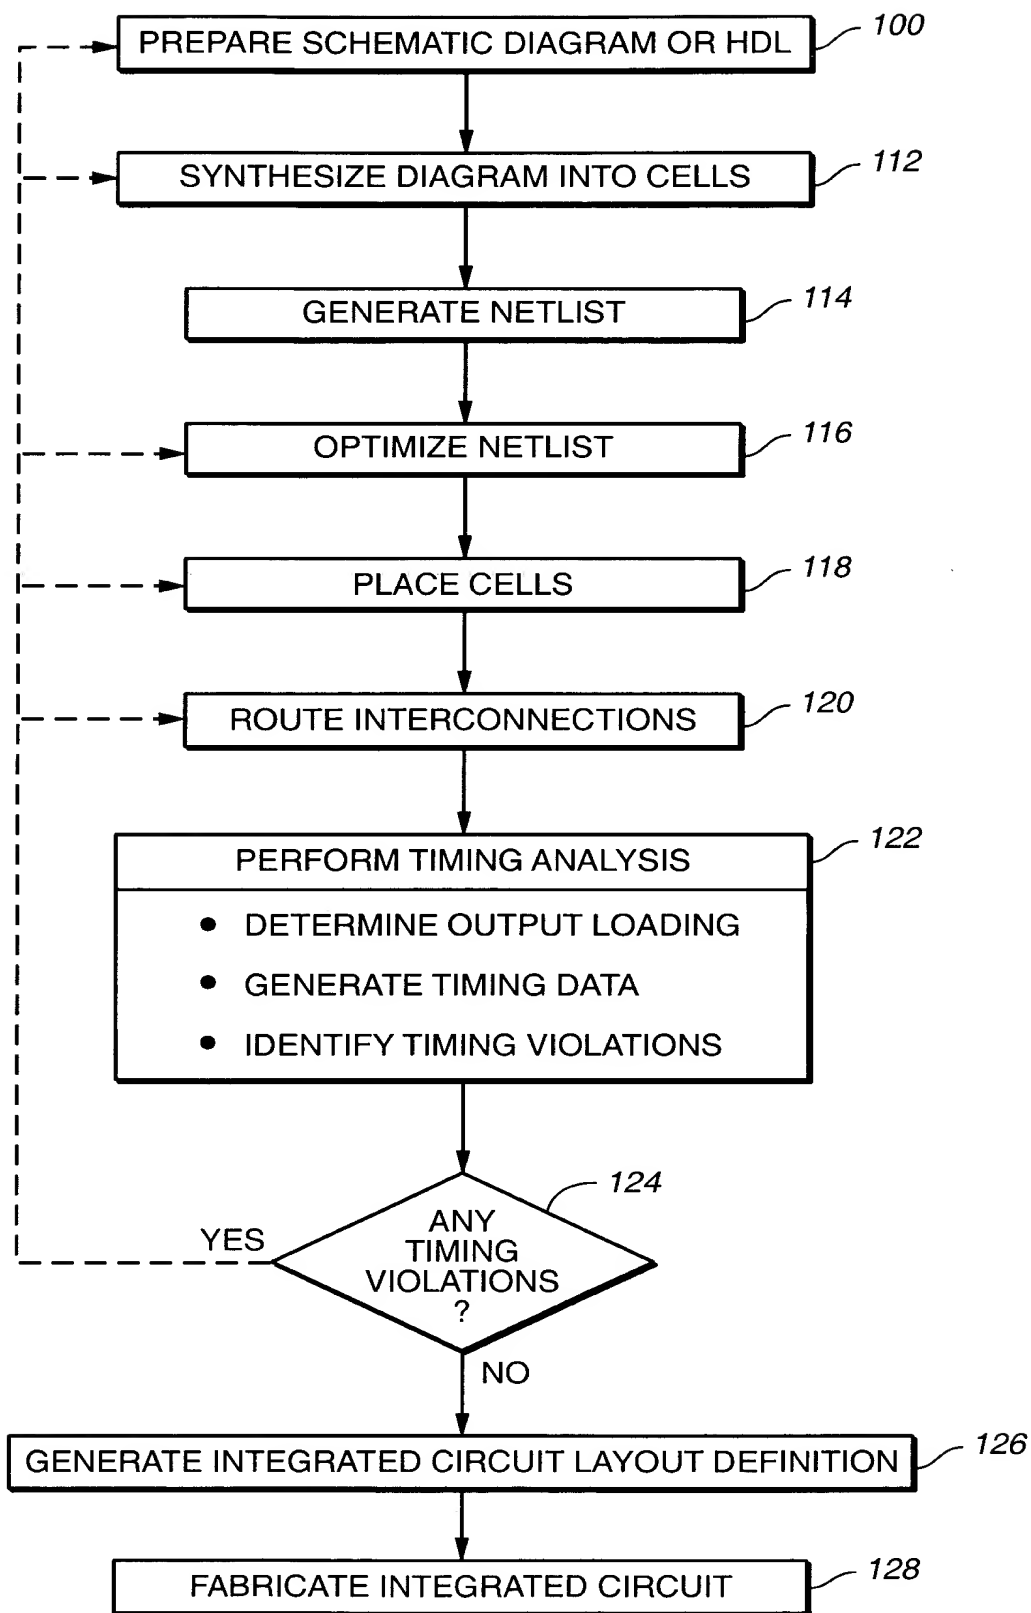 PREPARE SCHEMATIC DIAGRAM OR HDL
100
SYNTHESIZE DIAGRAM INTO CELLS
112
GENERATE NETLIST
114
OPTIMIZE NETLIST
116
PLACE CELLS
118
ROUTE INTERCONNECTIONS
120
PERFORM TIMING ANALYSIS
122
• DETERMINE OUTPUT LOADING
• GENERATE TIMING DATA
• IDENTIFY TIMING VIOLATIONS
124
YES
ANY
TIMING
VIOLATIONS
?
NO
GENERATE INTEGRATED CIRCUIT LAYOUT DEFINITION
126
FABRICATE INTEGRATED CIRCUIT
128